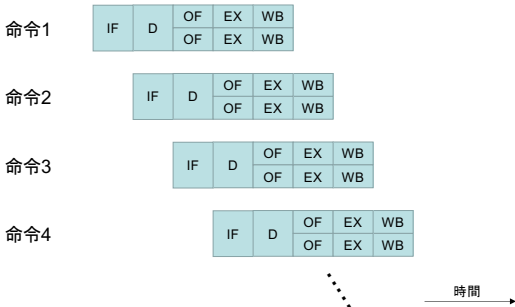 命令1 IF D OF EX WB
OF EX WB
命令2 IF D OF EX WB
OF EX WB
命令3 IF D OF EX WB
OF EX WB
命令4 IF D OF EX WB
OF EX WB
時間